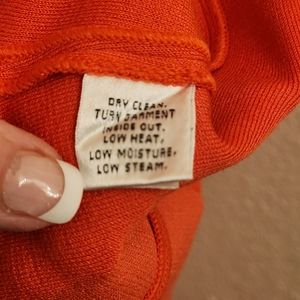 DRY CLEAN.
TURN GARMENT
INSIDE OUT.
LOW HEAT,
LOW MOISTURE,
LOW STEAM.